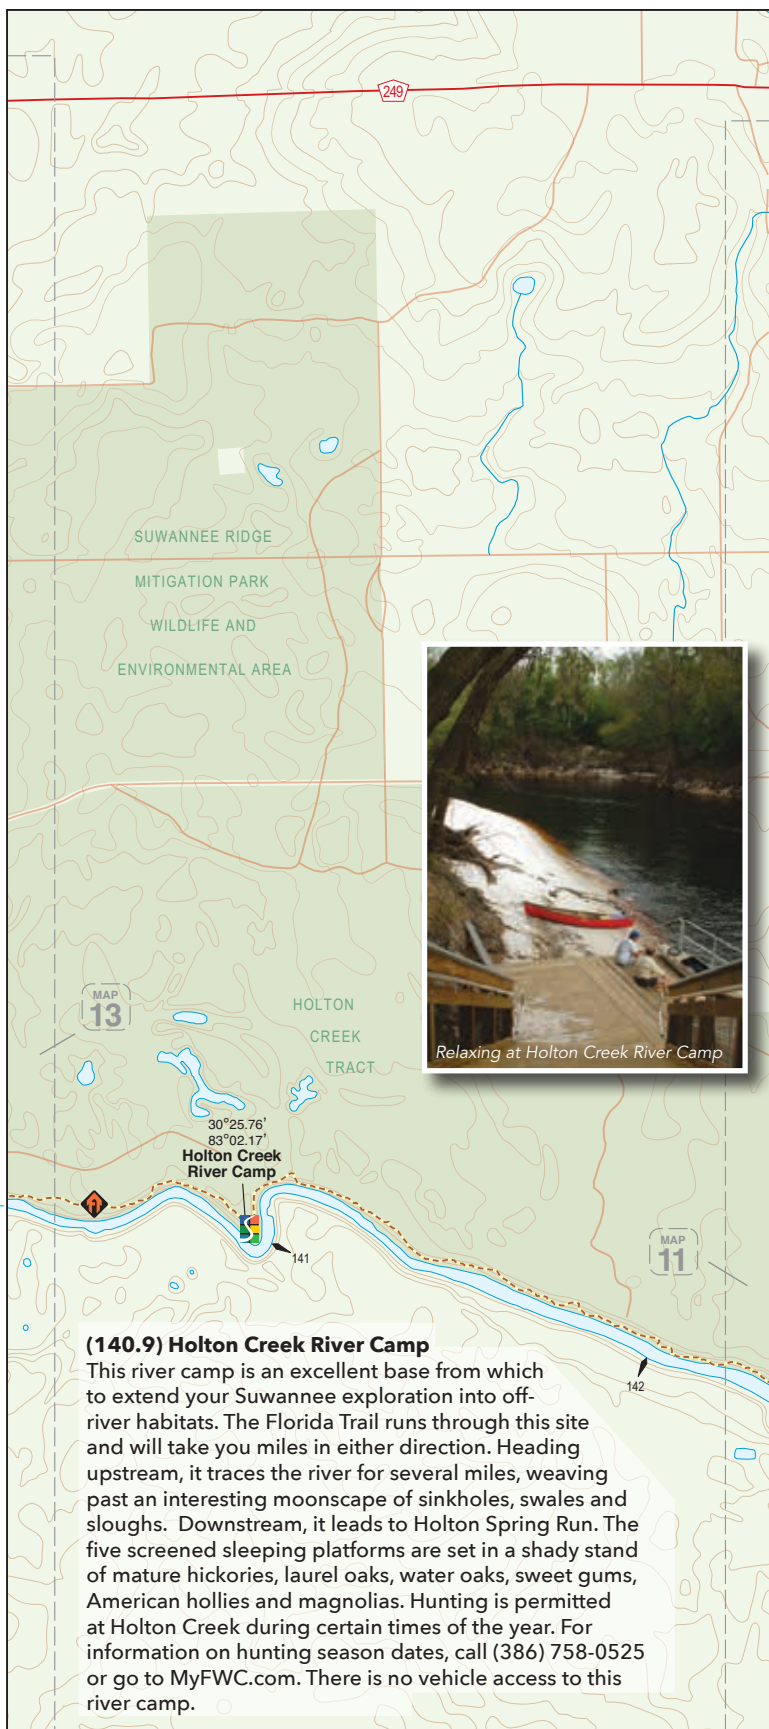 249
SUWANNEE RIDGE
MITIGATION PARK
WILDLIFE AND
ENVIRONMENTAL AREA
Relaxing at Holton Creek River Camp
MAP
13
HOLTON
CREEK
TRACT
30°25.76'
83°02.17'
Holton Creek
River Camp
S
141
MAP
11
142
(140.9) Holton Creek River Camp
This river camp is an excellent base from which
to extend your Suwannee exploration into off-
river habitats. The Florida Trail runs through this site
and will take you miles in either direction. Heading
upstream, it traces the river for several miles, weaving
past an interesting moonscape of sinkholes, swales and
sloughs.  Downstream, it leads to Holton Spring Run. The
five screened sleeping platforms are set in a shady stand
of mature hickories, laurel oaks, water oaks, sweet gums,
American hollies and magnolias. Hunting is permitted
at Holton Creek during certain times of the year. For
information on hunting season dates, call (386) 758-0525
or go to MyFWC.com. There is no vehicle access to this
river camp.